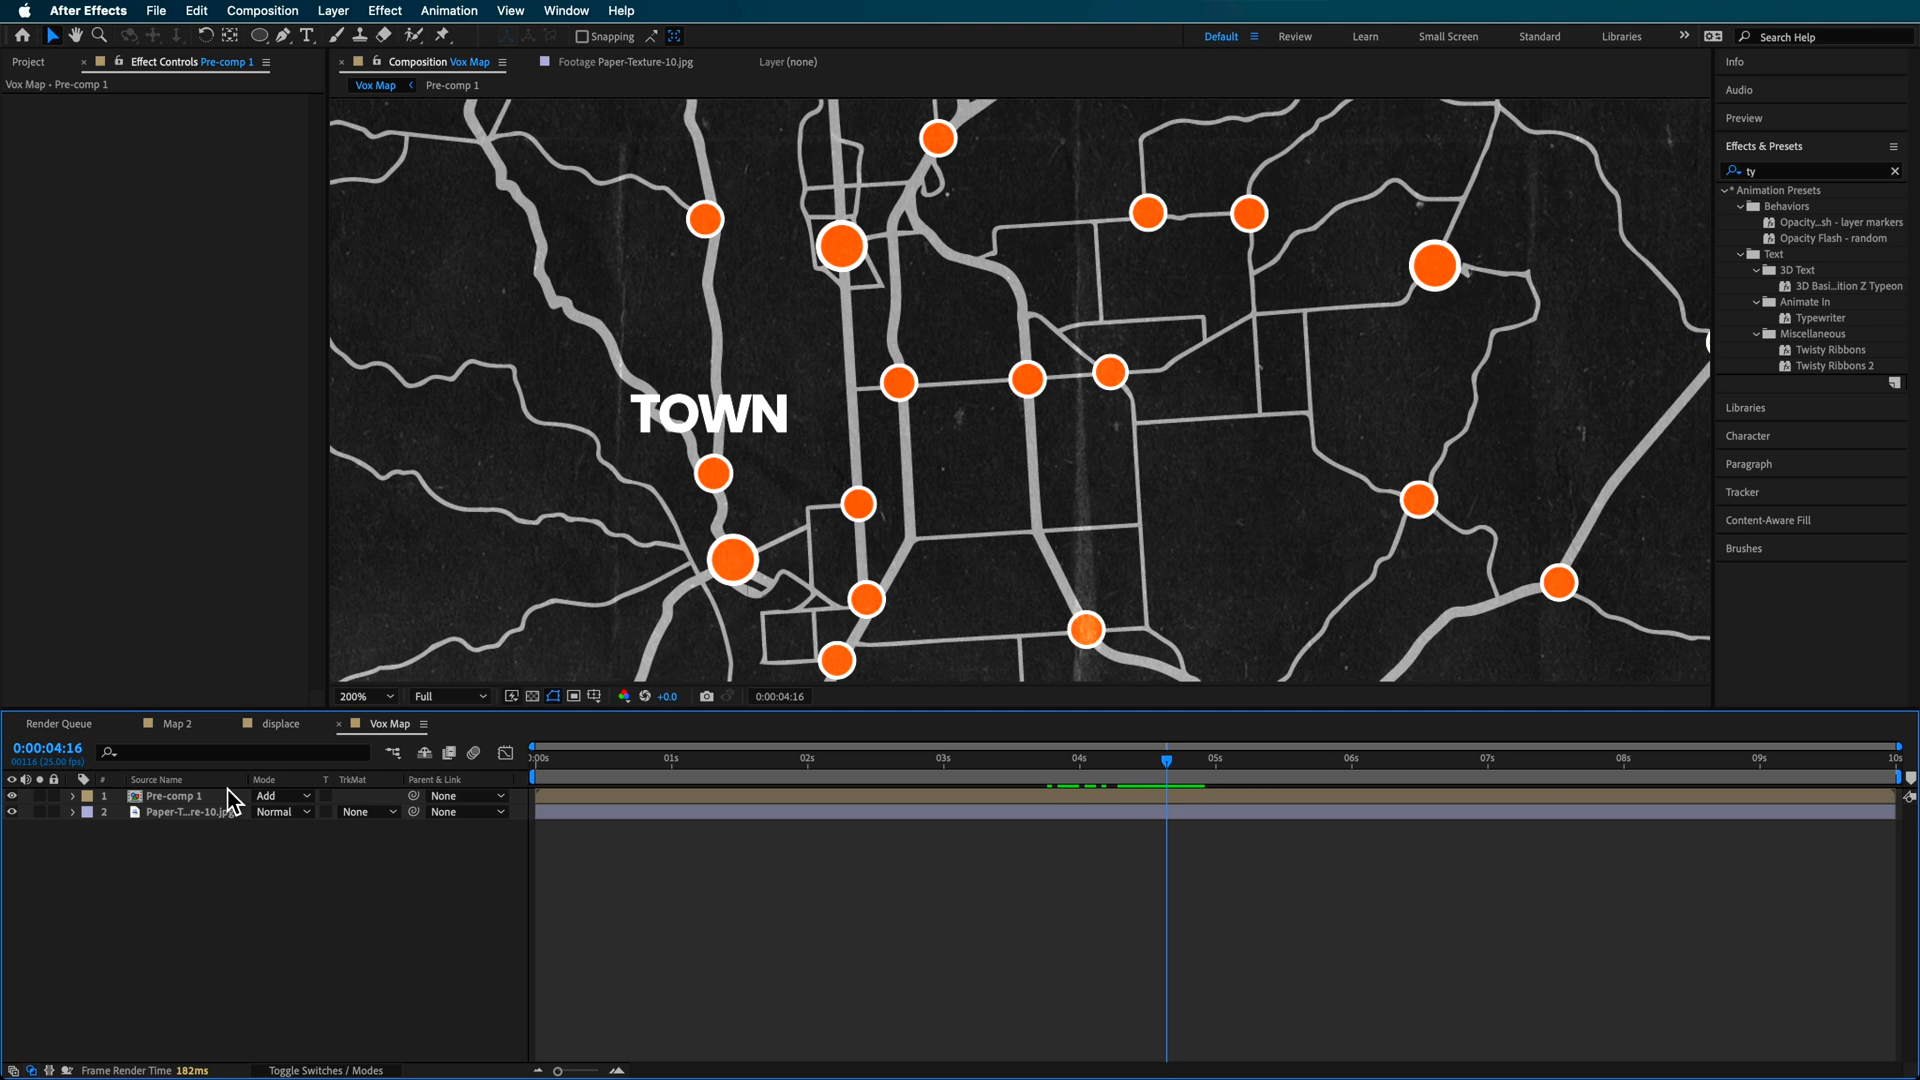 After Effects File Edit Composition Layer Effect Animation View Window Help
Snapping Default Review Learn Small Screen Standard Libraries Search Help
Project Effect Controls Pre-comp 1
Vox Map • Pre-comp 1
Composition Vox Map Footage Paper-Texture-10.jpg Layer (none)
Vox Map Pre-comp 1
TOWN
200% Full +0.0 0:00:04:16
Info
Audio
Preview
Effects & Presets
ty
* Animation Presets
Behaviors
Opacity...sh - layer markers
Opacity Flash - random
Text
3D Text
3D Basi...ition Z Typeon
Animate In
Typewriter
Miscellaneous
Twisty Ribbons
Twisty Ribbons 2
Libraries
Character
Paragraph
Tracker
Content-Aware Fill
Brushes
Render Queue Map 2 displace Vox Map
0:00:04:16
00116 (25.00 fps)
:00s 01s 02s 03s 04s 05s 06s 07s 08s 09s 10s
# Source Name Mode T TrkMat Parent & Link
1 Pre-comp 1 Add None
2 Paper-T...re-10.jpg Normal None None
Frame Render Time 182ms Toggle Switches / Modes